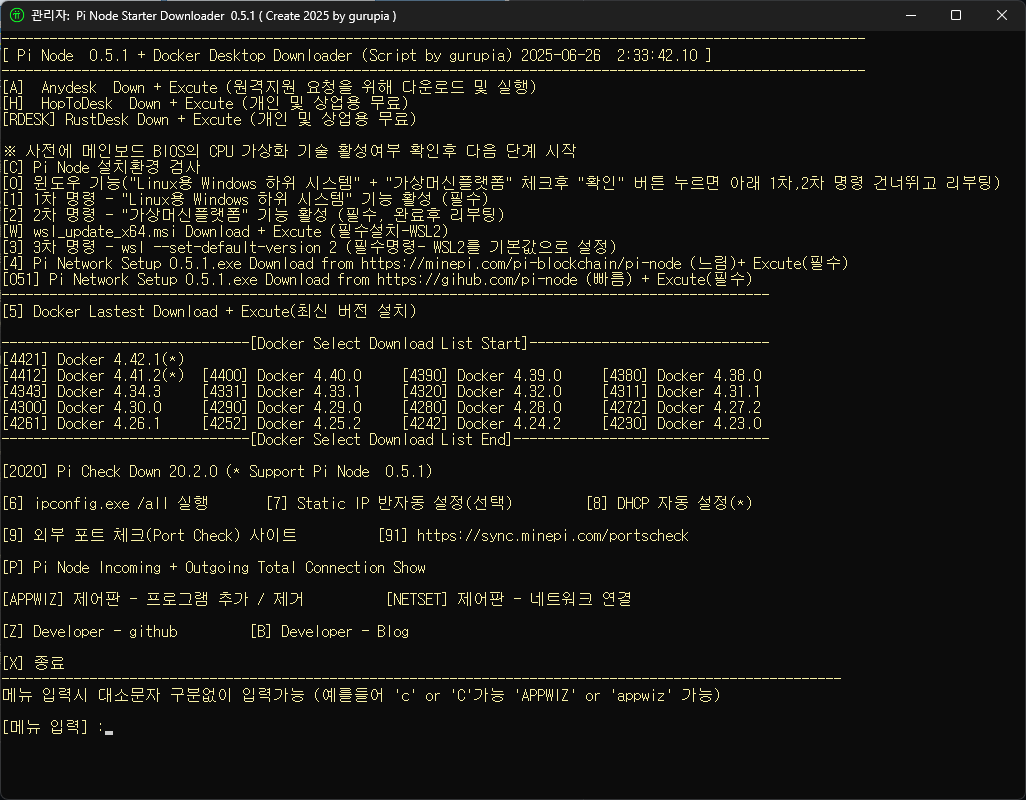 관리자: Pi Node Starter Downloader 0.5.1 ( Create 2025 by gurupia )
[ Pi Node  0.5.1 + Docker Desktop Downloader (Script by gurupia) 2025-06-26  2:33:42.10 ]
[A]  Anydesk  Down + Excute (원격지원 요청을 위해 다운로드 및 실행)
[H]  HopToDesk  Down + Excute (개인 및 상업용 무료)
[RDESK] RustDesk Down + Excute (개인 및 상업용 무료)
※ 사전에 메인보드 BIOS의 CPU 가상화 기술 활성여부 확인후 다음 단계 시작
[C] Pi Node 설치환경 검사
[0] 윈도우 기능("Linux용 Windows 하위 시스템" + "가상머신플랫폼" 체크후 "확인" 버튼 누르면 아래 1차,2차 명령 건너뛰고 리부팅)
[1] 1차 명령 - "Linux용 Windows 하위 시스템" 기능 활성 (필수)
[2] 2차 명령 - "가상머신플랫폼" 기능 활성 (필수, 완료후 리부팅)
[W] wsl_update_x64.msi Download + Excute (필수설치-WSL2)
[3] 3차 명령 - wsl --set-default-version 2 (필수명령- WSL2를 기본값으로 설정)
[4] Pi Network Setup 0.5.1.exe Download from https://minepi.com/pi-blockchain/pi-node (느림)+ Excute(필수)
[051] Pi Network Setup 0.5.1.exe Download from https://gihub.com/pi-node (빠름) + Excute(필수)
[5] Docker Lastest Download + Excute(최신 버전 설치)
-------------------------------[Docker Select Download List Start]------------------------------
[4421] Docker 4.42.1(*)
[4412] Docker 4.41.2(*)  [4400] Docker 4.40.0     [4390] Docker 4.39.0     [4380] Docker 4.38.0
[4343] Docker 4.34.3     [4331] Docker 4.33.1     [4320] Docker 4.32.0     [4311] Docker 4.31.1
[4300] Docker 4.30.0     [4290] Docker 4.29.0     [4280] Docker 4.28.0     [4272] Docker 4.27.2
[4261] Docker 4.26.1     [4252] Docker 4.25.2     [4242] Docker 4.24.2     [4230] Docker 4.23.0
-------------------------------[Docker Select Download List End]--------------------------------
[2020] Pi Check Down 20.2.0 (* Support Pi Node  0.5.1)
[6] ipconfig.exe /all 실행       [7] Static IP 반자동 설정(선택)         [8] DHCP 자동 설정(*)
[9] 외부 포트 체크(Port Check) 사이트          [91] https://sync.minepi.com/portscheck
[P] Pi Node Incoming + Outgoing Total Connection Show
[APPWIZ] 제어판 - 프로그램 추가 / 제거          [NETSET] 제어판 - 네트워크 연결
[Z] Developer - github         [B] Developer - Blog
[X] 종료
메뉴 입력시 대소문자 구분없이 입력가능 (예를들어 'c' or 'C'가능 'APPWIZ' or 'appwiz' 가능)
[메뉴 입력] :